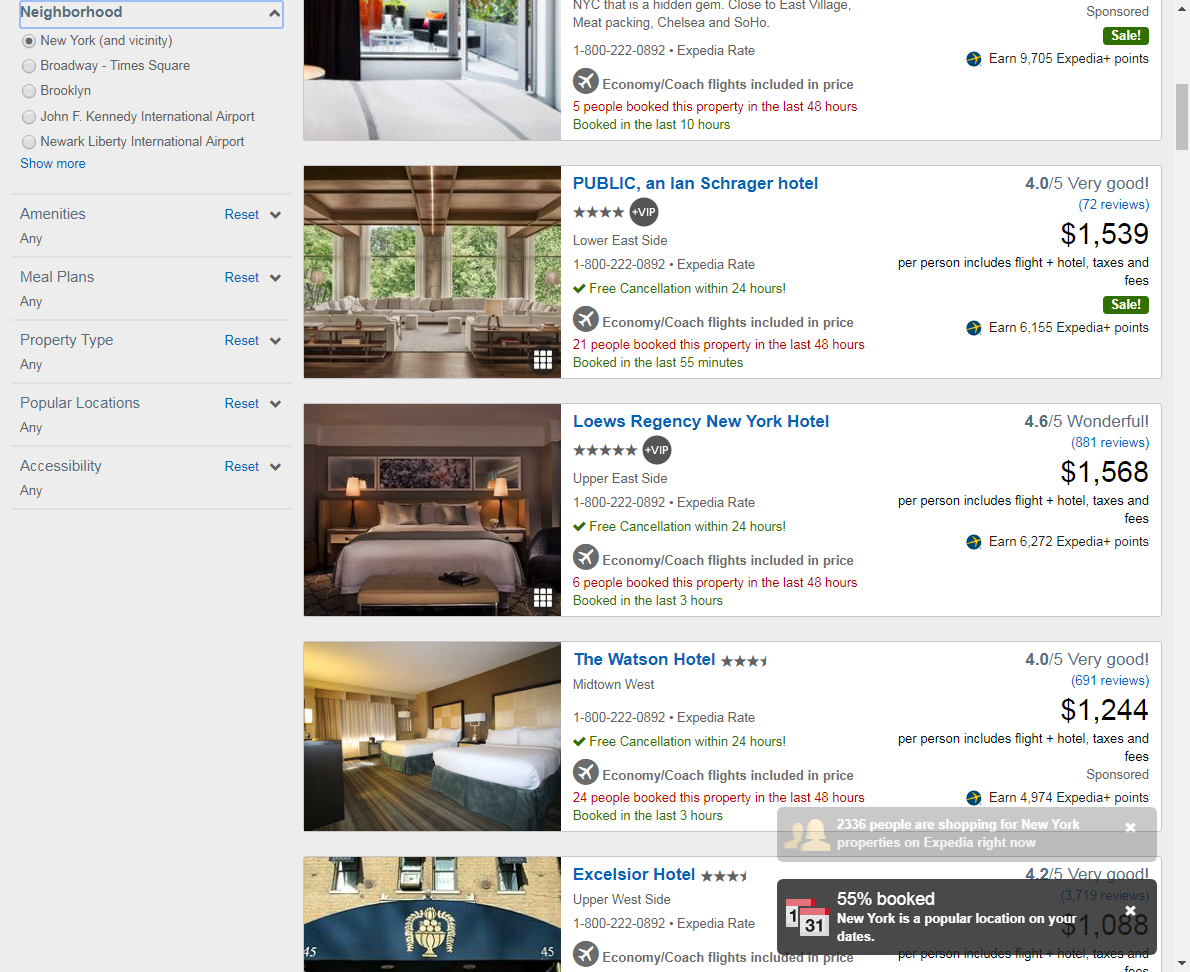 Neighborhood
New York (and vicinity)
Broadway - Times Square
Brooklyn
John F. Kennedy International Airport
Newark Liberty International Airport
Show more
Amenities Reset
Any
Meal Plans Reset
Any
Property Type Reset
Any
Popular Locations Reset
Any
Accessibility Reset
Any
NYC that is a hidden gem. Close to East Village,
Meat packing, Chelsea and SoHo.
1-800-222-0892 • Expedia Rate
Economy/Coach flights included in price
5 people booked this property in the last 48 hours
Booked in the last 10 hours
Sponsored
Sale!
Earn 9,705 Expedia+ points
PUBLIC, an Ian Schrager hotel
+VIP
Lower East Side
1-800-222-0892 • Expedia Rate
Free Cancellation within 24 hours!
Economy/Coach flights included in price
21 people booked this property in the last 48 hours
Booked in the last 55 minutes
4.0/5 Very good!
(72 reviews)
$1,539
per person includes flight + hotel, taxes and
fees
Sale!
Earn 6,155 Expedia+ points
Loews Regency New York Hotel
+VIP
Upper East Side
1-800-222-0892 • Expedia Rate
Free Cancellation within 24 hours!
Economy/Coach flights included in price
6 people booked this property in the last 48 hours
Booked in the last 3 hours
4.6/5 Wonderful!
(881 reviews)
$1,568
per person includes flight + hotel, taxes and
fees
Earn 6,272 Expedia+ points
The Watson Hotel
Midtown West
1-800-222-0892 • Expedia Rate
Free Cancellation within 24 hours!
Economy/Coach flights included in price
24 people booked this property in the last 48 hours
Booked in the last 3 hours
4.0/5 Very good!
(691 reviews)
$1,244
per person includes flight + hotel, taxes and
fees
Sponsored
Earn 4,974 Expedia+ points
2336 people are shopping for New York
properties on Expedia right now
45 45
Excelsior Hotel
Upper West Side
1-800-222-0892 • Expedia Rate
Economy/Coach flights included in price
4.2/5 Very good!
(3,719 reviews)
$1,088
per person includes flight + hotel, taxes and
fees
1 31
55% booked
New York is a popular location on your
dates.